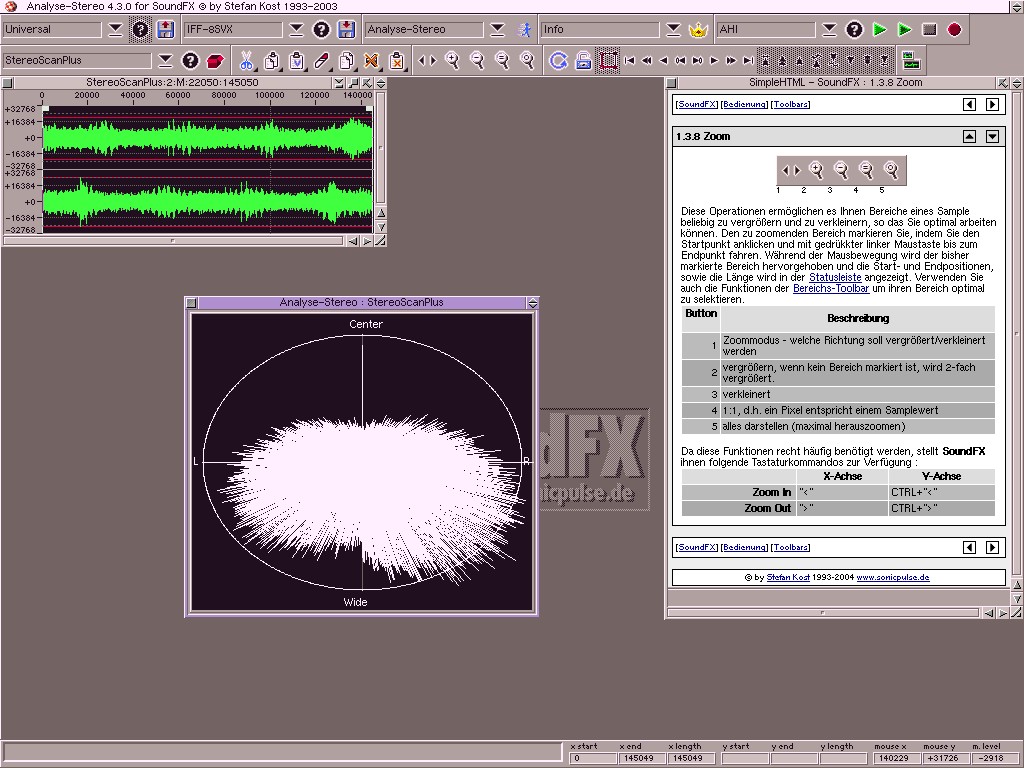 Analyse-Stereo 4.3.0 for SoundFX © by Stefan Kost 1993-2003
Universal
IFF-8SVX
Analyse-Stereo
Info
AHI
StereoScanPlus
StereoScanPlus:2:M:22050:145050
0 20000 40000 60000 80000 100000 120000 140000
+32768
+16384
+0
-16384
-32768
+32768
+16384
+0
-16384
-32768
Analyse-Stereo : StereoScanPlus
Center
L
R
Wide
dFX
nicpulse.de
SimpleHTML - SoundFX : 1.3.8 Zoom
[SoundFX] [Bedienung] [Toolbars]
1.3.8 Zoom
1 2 3 4 5
Diese Operationen ermöglichen es Ihnen Bereiche eines Sample
beliebig zu vergrößern und zu verkleinern, so das Sie optimal arbeiten
können. Den zu zoomenden Bereich markieren Sie, indem Sie den
Startpunkt anklicken und mit gedrükkter linker Maustaste bis zum
Endpunkt fahren. Während der Mausbewegung wird der bisher
markierte Bereich hervorgehoben und die Start- und Endpositionen,
sowie die Länge wird in der Statusleiste angezeigt. Verwenden Sie
auch die Funktionen der Bereichs-Toolbar um ihren Bereich optimal
zu selektieren.
Button Beschreibung
1 Zoommodus - welche Richtung soll vergrößert/verkleinert
werden
2 vergrößern, wenn kein Bereich markiert ist, wird 2-fach
vergrößert.
3 verkleinert
4 1:1, d.h. ein Pixel entspricht einem Samplewert
5 alles darstellen (maximal herauszoomen)
Da diese Funktionen recht häufig benötigt werden, stellt SoundFX
ihnen folgende Tastaturkommandos zur Verfügung :
X-Achse Y-Achse
Zoom In "<" CTRL+"<"
Zoom Out ">" CTRL+">"
[SoundFX] [Bedienung] [Toolbars]
© by Stefan Kost 1993-2004 www.sonicpulse.de
x start x end x length y start y end y length mouse x mouse y m. level
0 145049 145049 140229 +31726 -2918